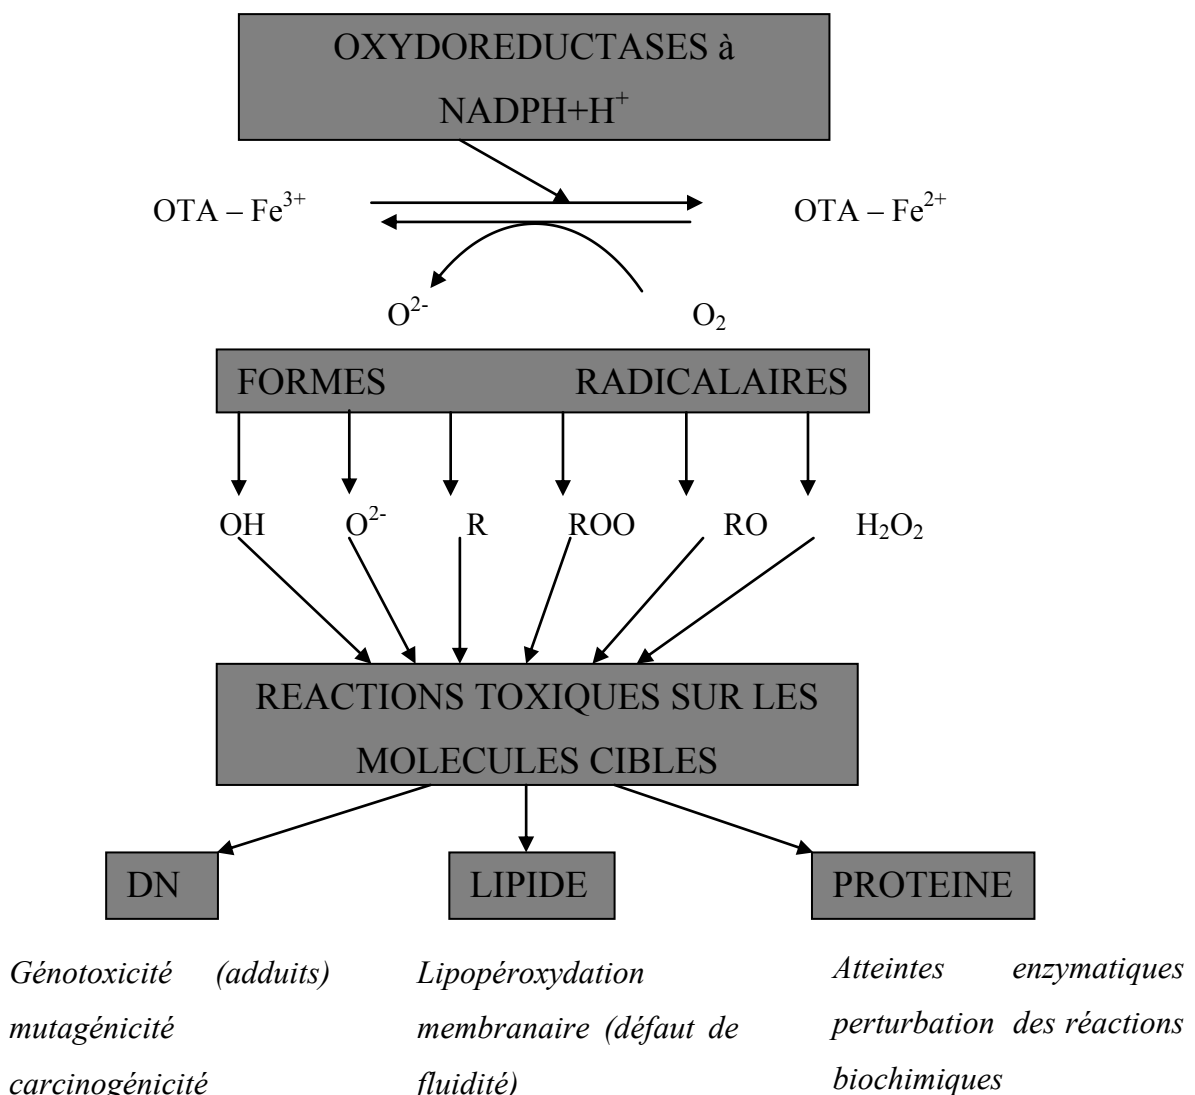 OXYDOREDUCTASES à
NADPH+H⁺
OTA – Fe³⁺ OTA – Fe²⁺
O²⁻ O₂
FORMES RADICALAIRES
OH O²⁻ R ROO RO H₂O₂
REACTIONS TOXIQUES SUR LES
MOLECULES CIBLES
DN LIPIDE PROTEINE
Génotoxicité (adduits)
mutagénicité
carcinogénicité
Lipopéroxydation
membranaire (défaut de
fluidité)
Atteintes enzymatiques
perturbation des réactions
biochimiques